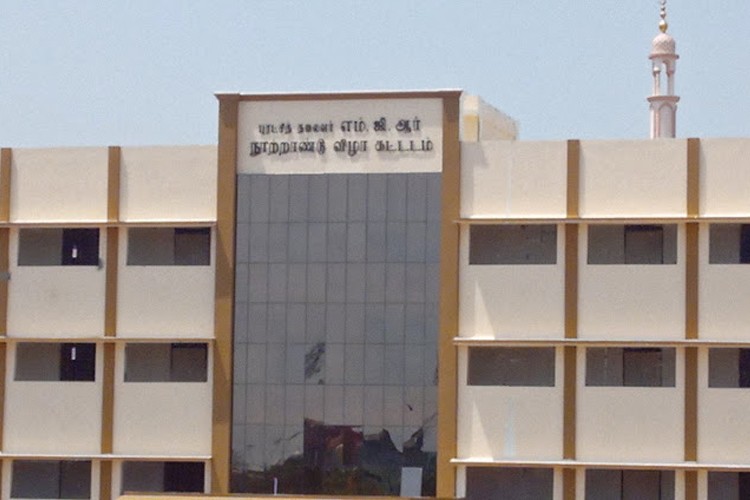 புரட்சித் தலைவர் எம். ஜி. ஆர்
நூற்றாண்டு விழா கட்டடம்